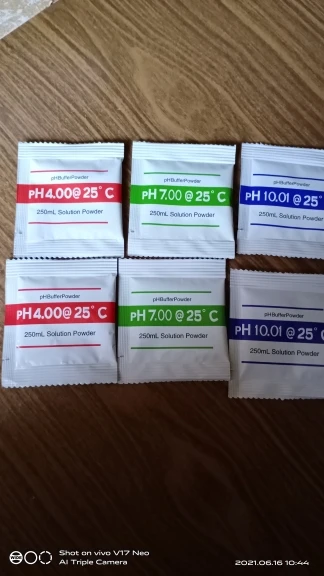 pHBufferPowder
pH 4.00 @ 25° C
250mL Solution Powder
pHBufferPowder
pH 7.00 @ 25° C
250mL Solution Powder
pHBufferPowder
pH 10.01 @ 25°
250mL Solution Powder
pHBufferPowder
pH 4.00 @ 25° C
250mL Solution Powder
pHBufferPowder
pH 7.00 @ 25° C
250mL Solution Powder
pHBufferPowder
pH 10.01 @ 25° C
250mL Solution Powder
Shot on vivo V17 Neo
AI Triple Camera
2021.06.16 10:44